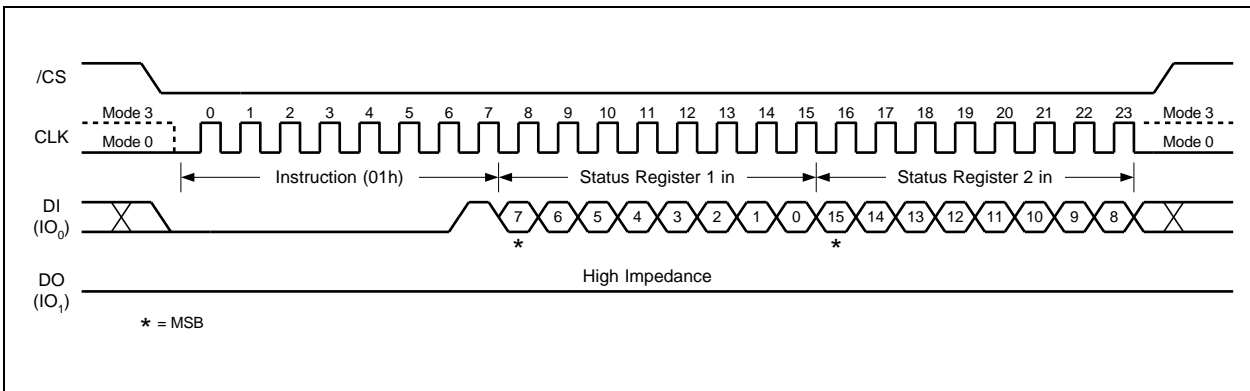 /CS
Mode 3 0 1 2 3 4 5 6 7 8 9 10 11 12 13 14 15 16 17 18 19 20 21 22 23 Mode 3
CLK Mode 0 Mode 0
Instruction (01h) Status Register 1 in Status Register 2 in
DI
(IO0) 7 6 5 4 3 2 1 0 15 14 13 12 11 10 9 8
* *
DO High Impedance
(IO1)
* = MSB